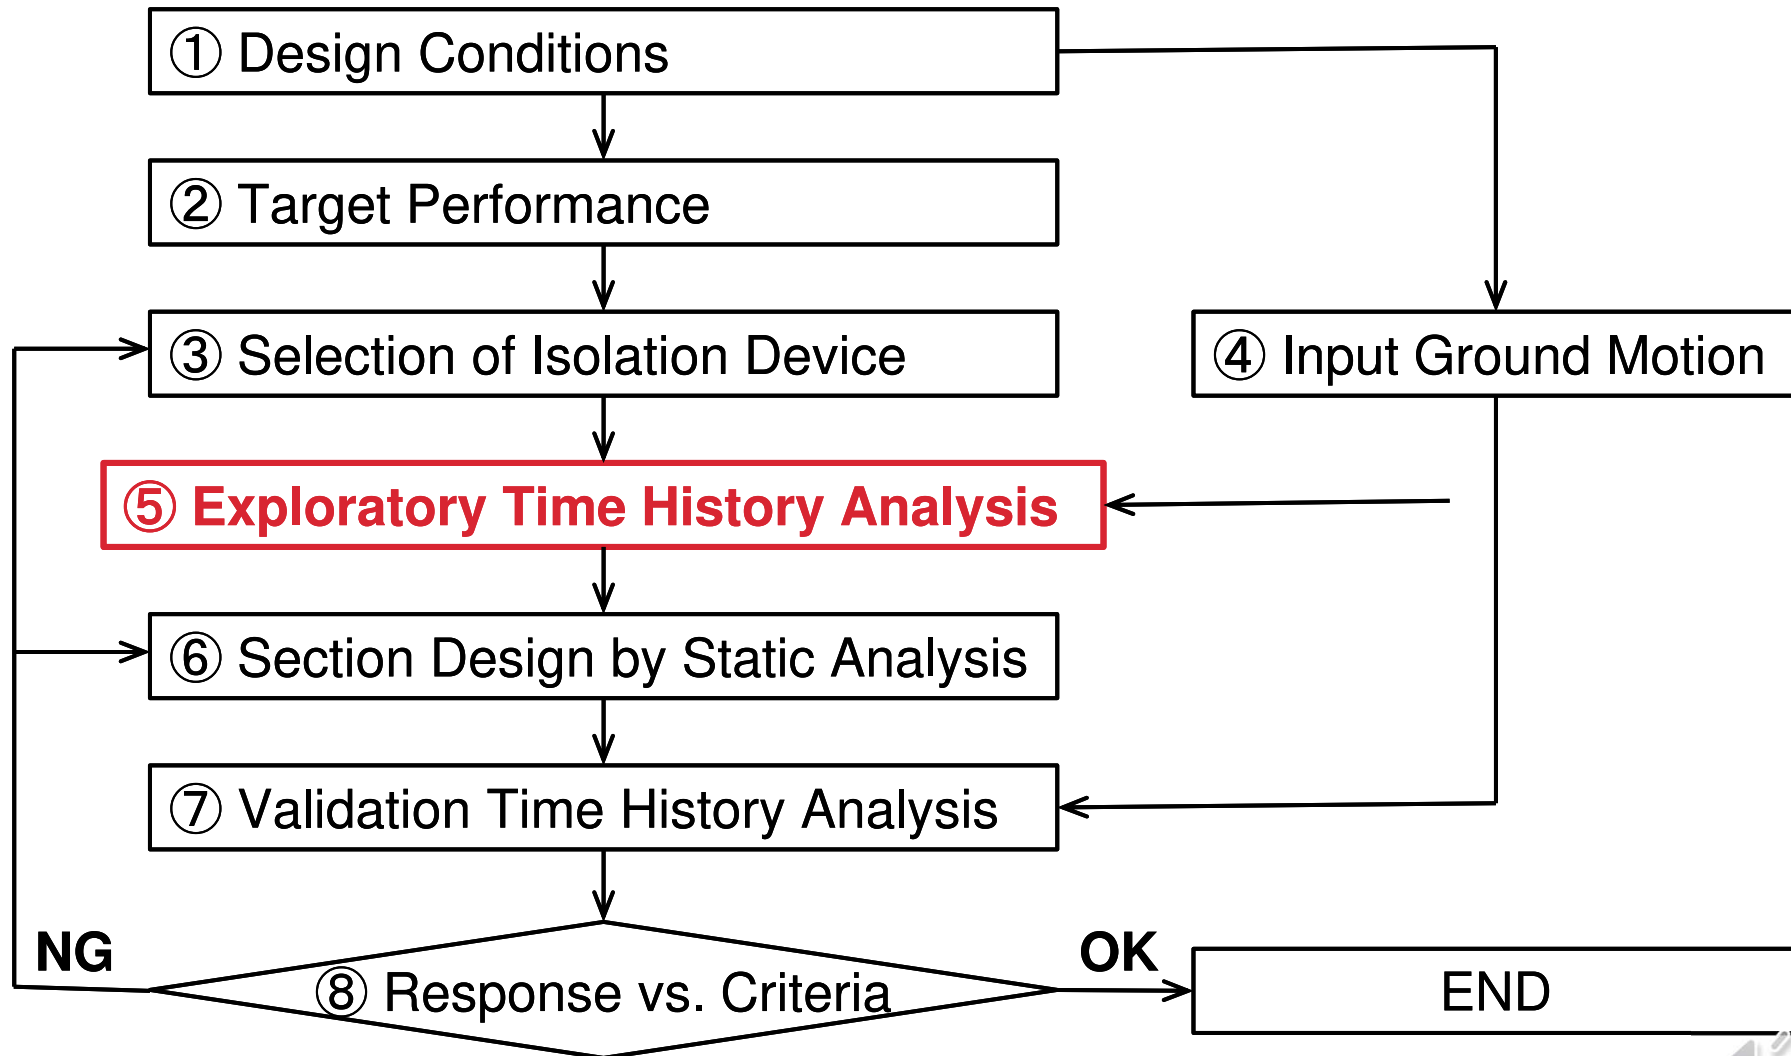 ① Design Conditions
② Target Performance
③ Selection of Isolation Device
④ Input Ground Motion
⑤ Exploratory Time History Analysis
⑥ Section Design by Static Analysis
⑦ Validation Time History Analysis
NG
OK
⑧ Response vs. Criteria
END